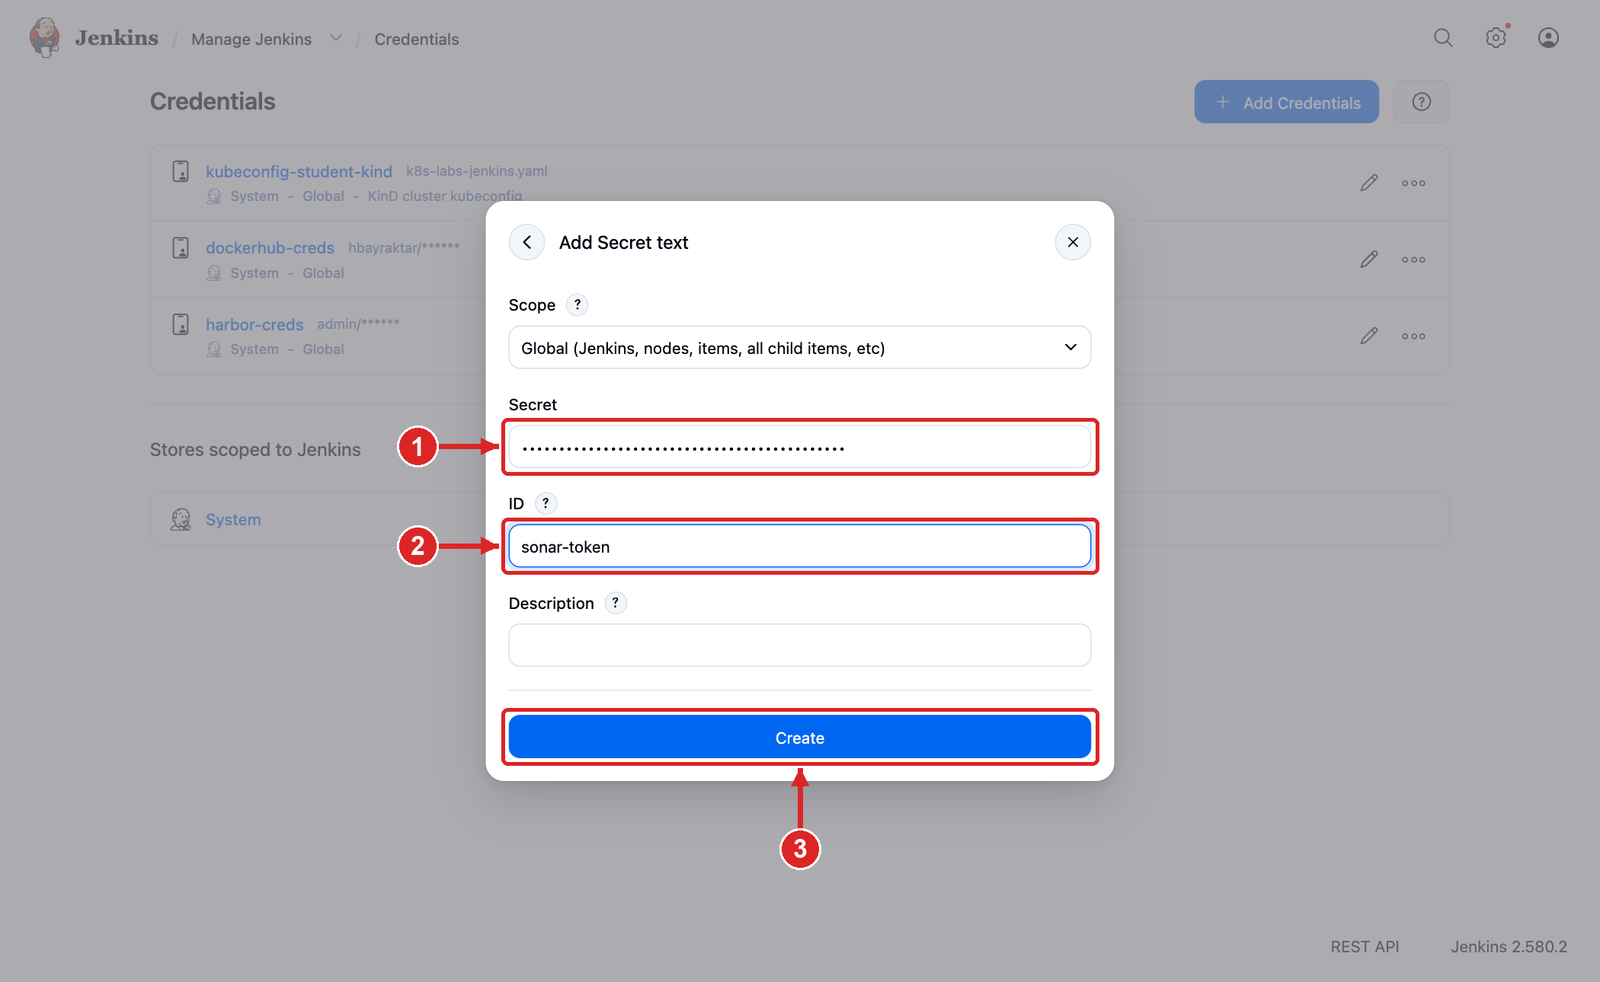 Jenkins / Manage Jenkins / Credentials
Credentials
+ Add Credentials ?
kubeconfig-student-kind k8s-labs-jenkins.yaml
System - Global - KinD cluster kubeconfig
dockerhub-creds hbayraktar/******
System - Global
harbor-creds admin/******
System - Global
Stores scoped to Jenkins
System
Add Secret text
Scope ?
Global (Jenkins, nodes, items, all child items, etc)
Secret
1 ••••••••••••••••••••••••••••••••••••••••••••
ID ?
2 sonar-token
Description ?
Create
3
REST API Jenkins 2.580.2